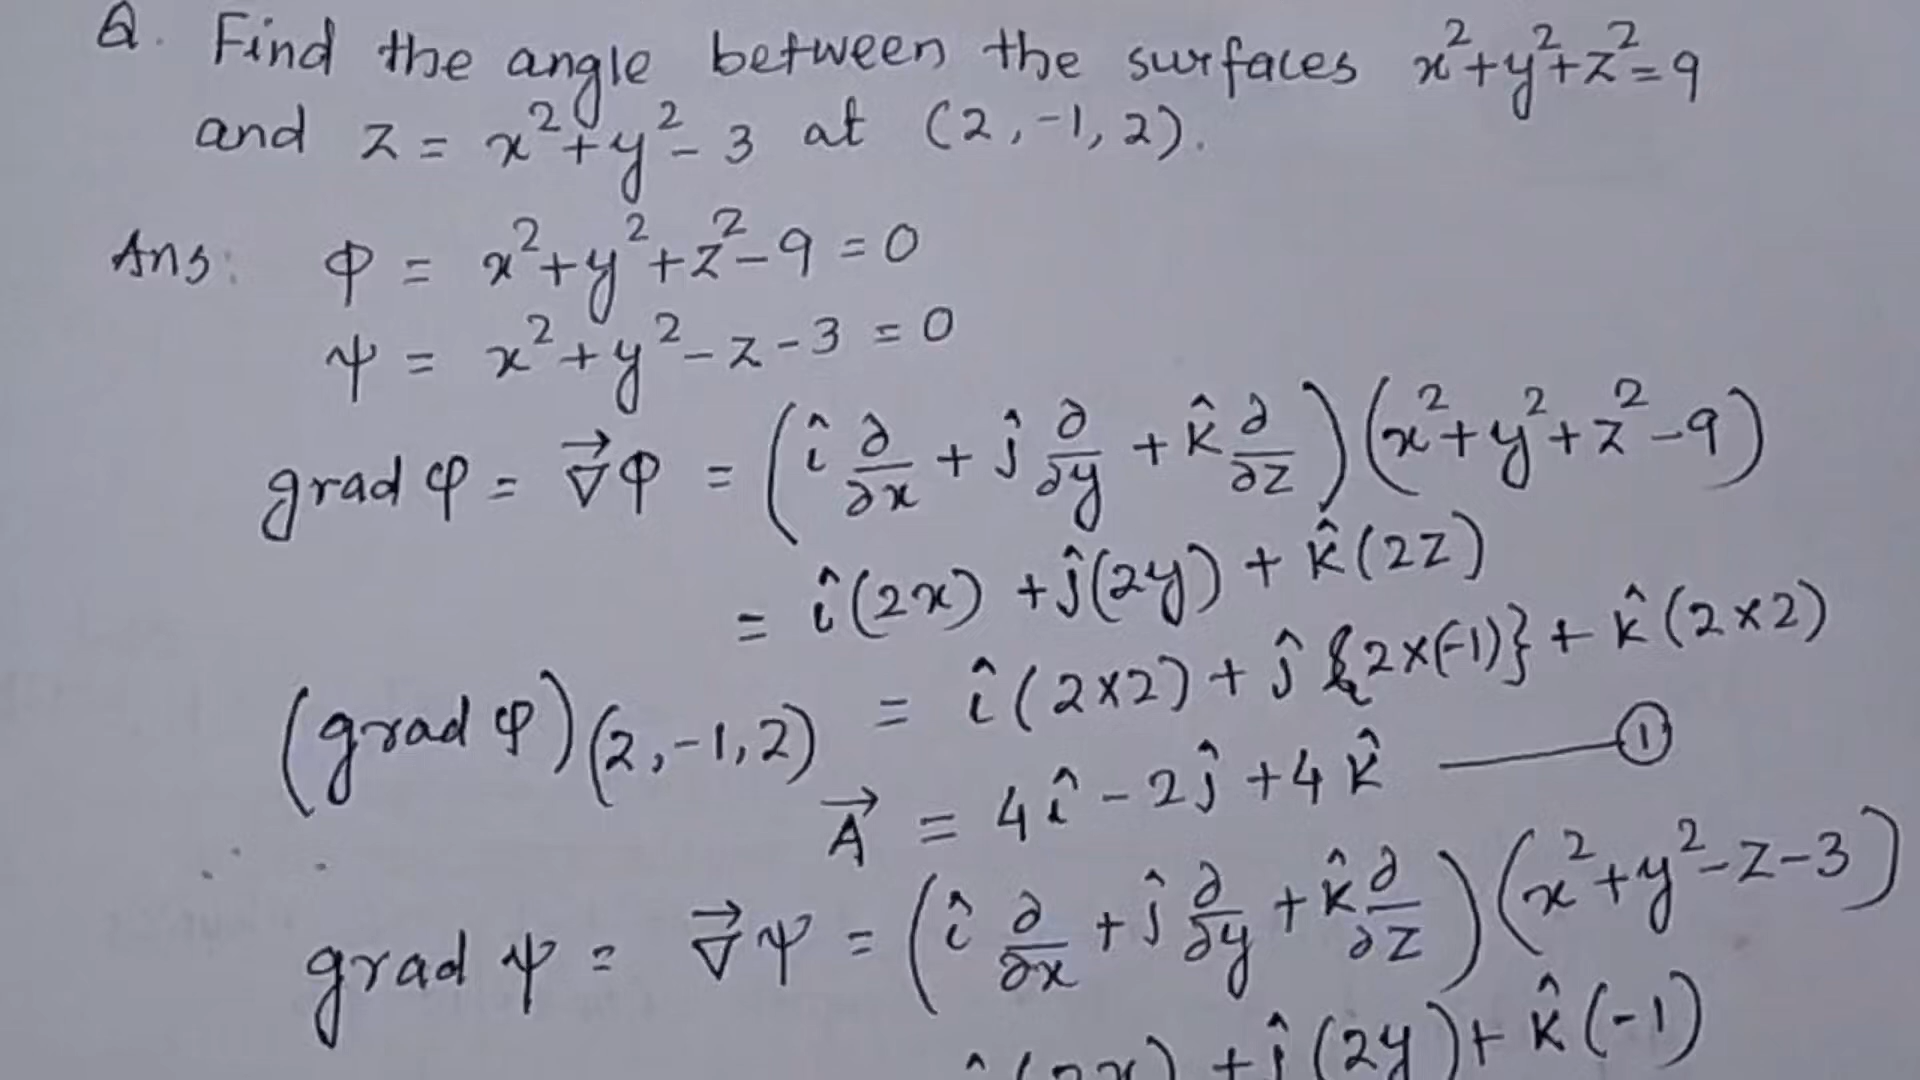 Q. Find the angle between the surfaces x²+y²+z²=9
and z = x²+y²-3 at (2,-1,2).
Ans: φ = x²+y²+z²-9=0
ψ = x²+y²-z-3=0
grad φ = ∇⃗φ = (î ∂/∂x + ĵ ∂/∂y + k̂ ∂/∂z)(x²+y²+z²-9)
= î(2x) + ĵ(2y) + k̂(2z)
(grad φ)(2,-1,2) = î(2×2) + ĵ{2×(-1)} + k̂(2×2)
A⃗ = 4î - 2ĵ + 4k̂ —— ①
grad ψ = ∇⃗ψ = (î ∂/∂x + ĵ ∂/∂y + k̂ ∂/∂z)(x²+y²-z-3)
î(2x) + ĵ(2y) + k̂(-1)